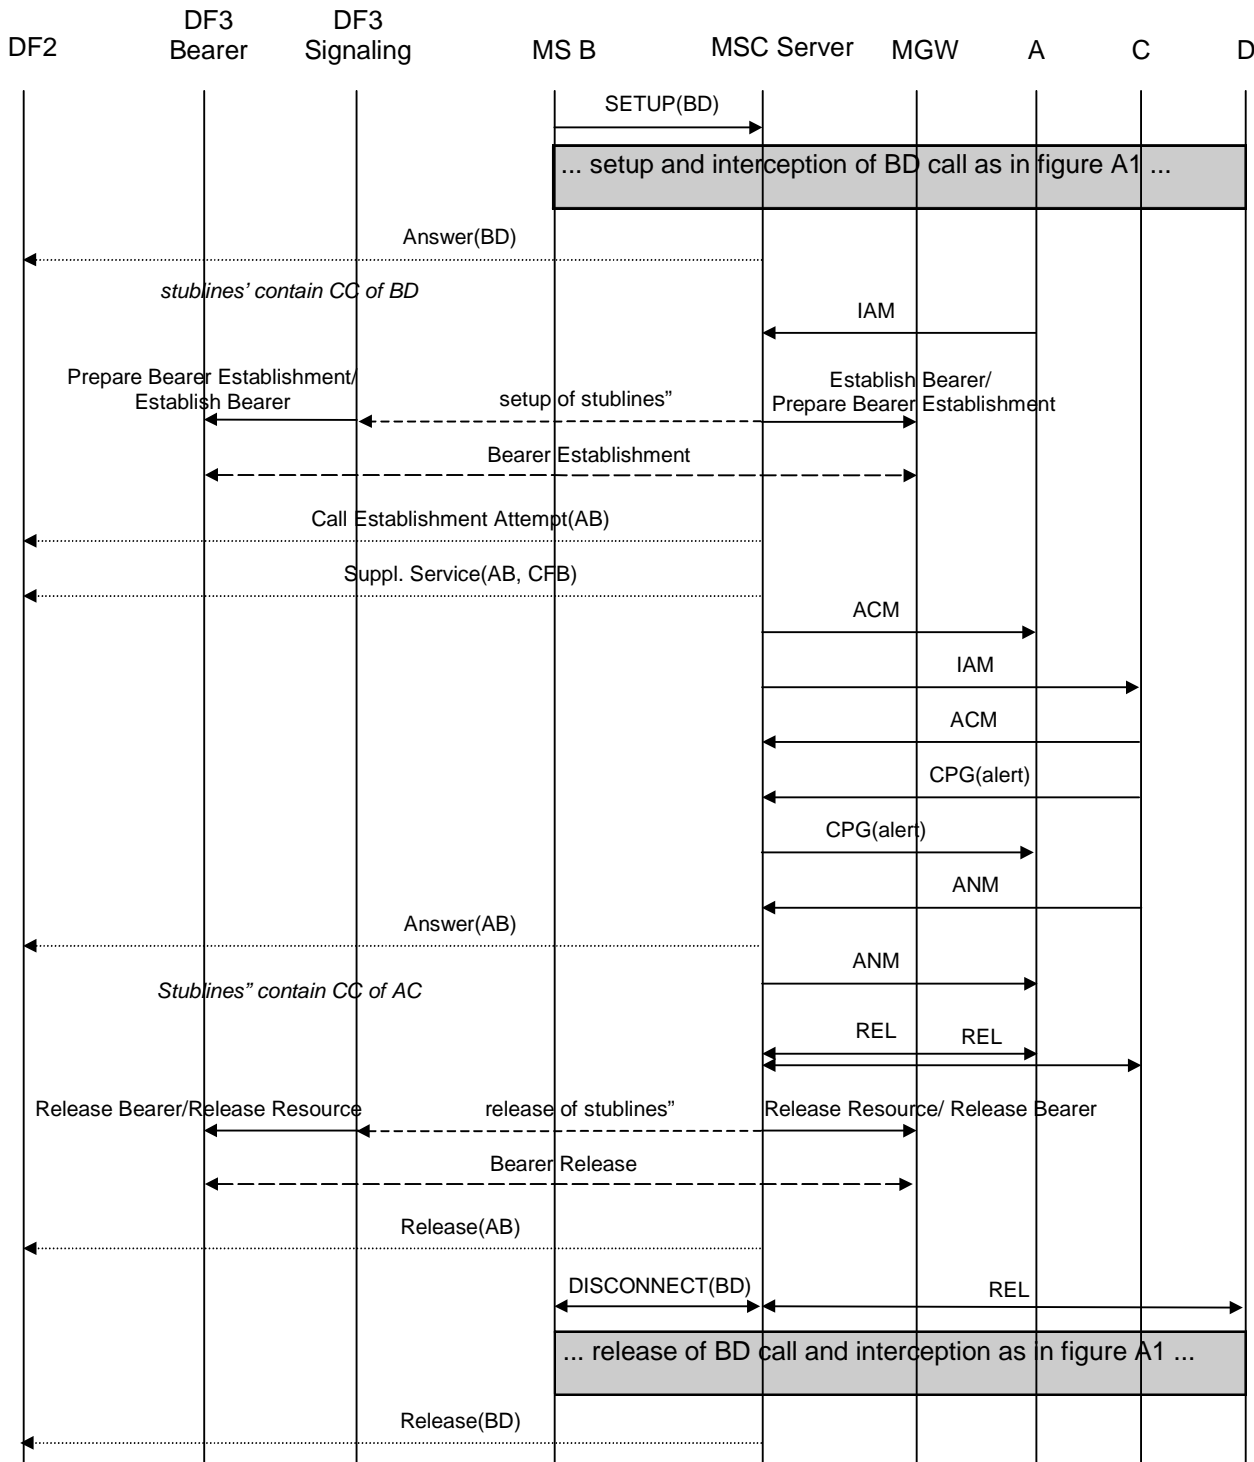 DF2
DF3
Bearer
DF3
Signaling
MS B
MSC Server
MGW
A
C
D
SETUP(BD)
... setup and interception of BD call as in figure A1 ...
Answer(BD)
stublines’ contain CC of BD
IAM
Prepare Bearer Establishment/
Establish Bearer
setup of stublines”
Establish Bearer/
Prepare Bearer Establishment
Bearer Establishment
Call Establishment Attempt(AB)
Suppl. Service(AB, CFB)
ACM
IAM
ACM
CPG(alert)
CPG(alert)
ANM
Answer(AB)
ANM
Stublines” contain CC of AC
REL
REL
Release Bearer/Release Resource
release of stublines”
Release Resource/ Release Bearer
Bearer Release
Release(AB)
DISCONNECT(BD)
REL
... release of BD call and interception as in figure A1 ...
Release(BD)